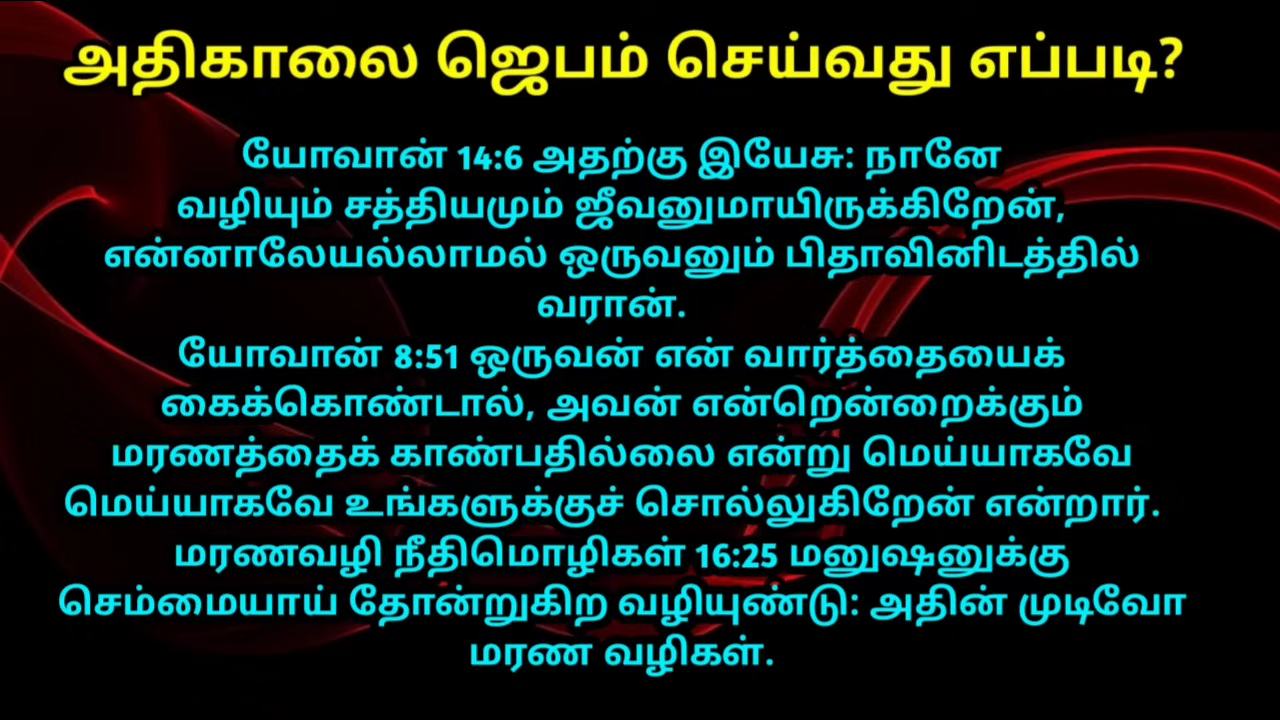 அதிகாலை ஜெபம் செய்வது எப்படி?
யோவான் 14:6 அதற்கு இயேசு: நானே
வழியும் சத்தியமும் ஜீவனுமாயிருக்கிறேன்,
என்னாலேயல்லாமல் ஒருவனும் பிதாவினிடத்தில்
வரான்.
யோவான் 8:51 ஒருவன் என் வார்த்தையைக்
கைக்கொண்டால், அவன் என்றென்றைக்கும்
மரணத்தைக் காண்பதில்லை என்று மெய்யாகவே
மெய்யாகவே உங்களுக்குச் சொல்லுகிறேன் என்றார்.
மரணவழி நீதிமொழிகள் 16:25 மனுஷனுக்கு
செம்மையாய் தோன்றுகிற வழியுண்டு: அதின் முடிவோ
மரண வழிகள்.